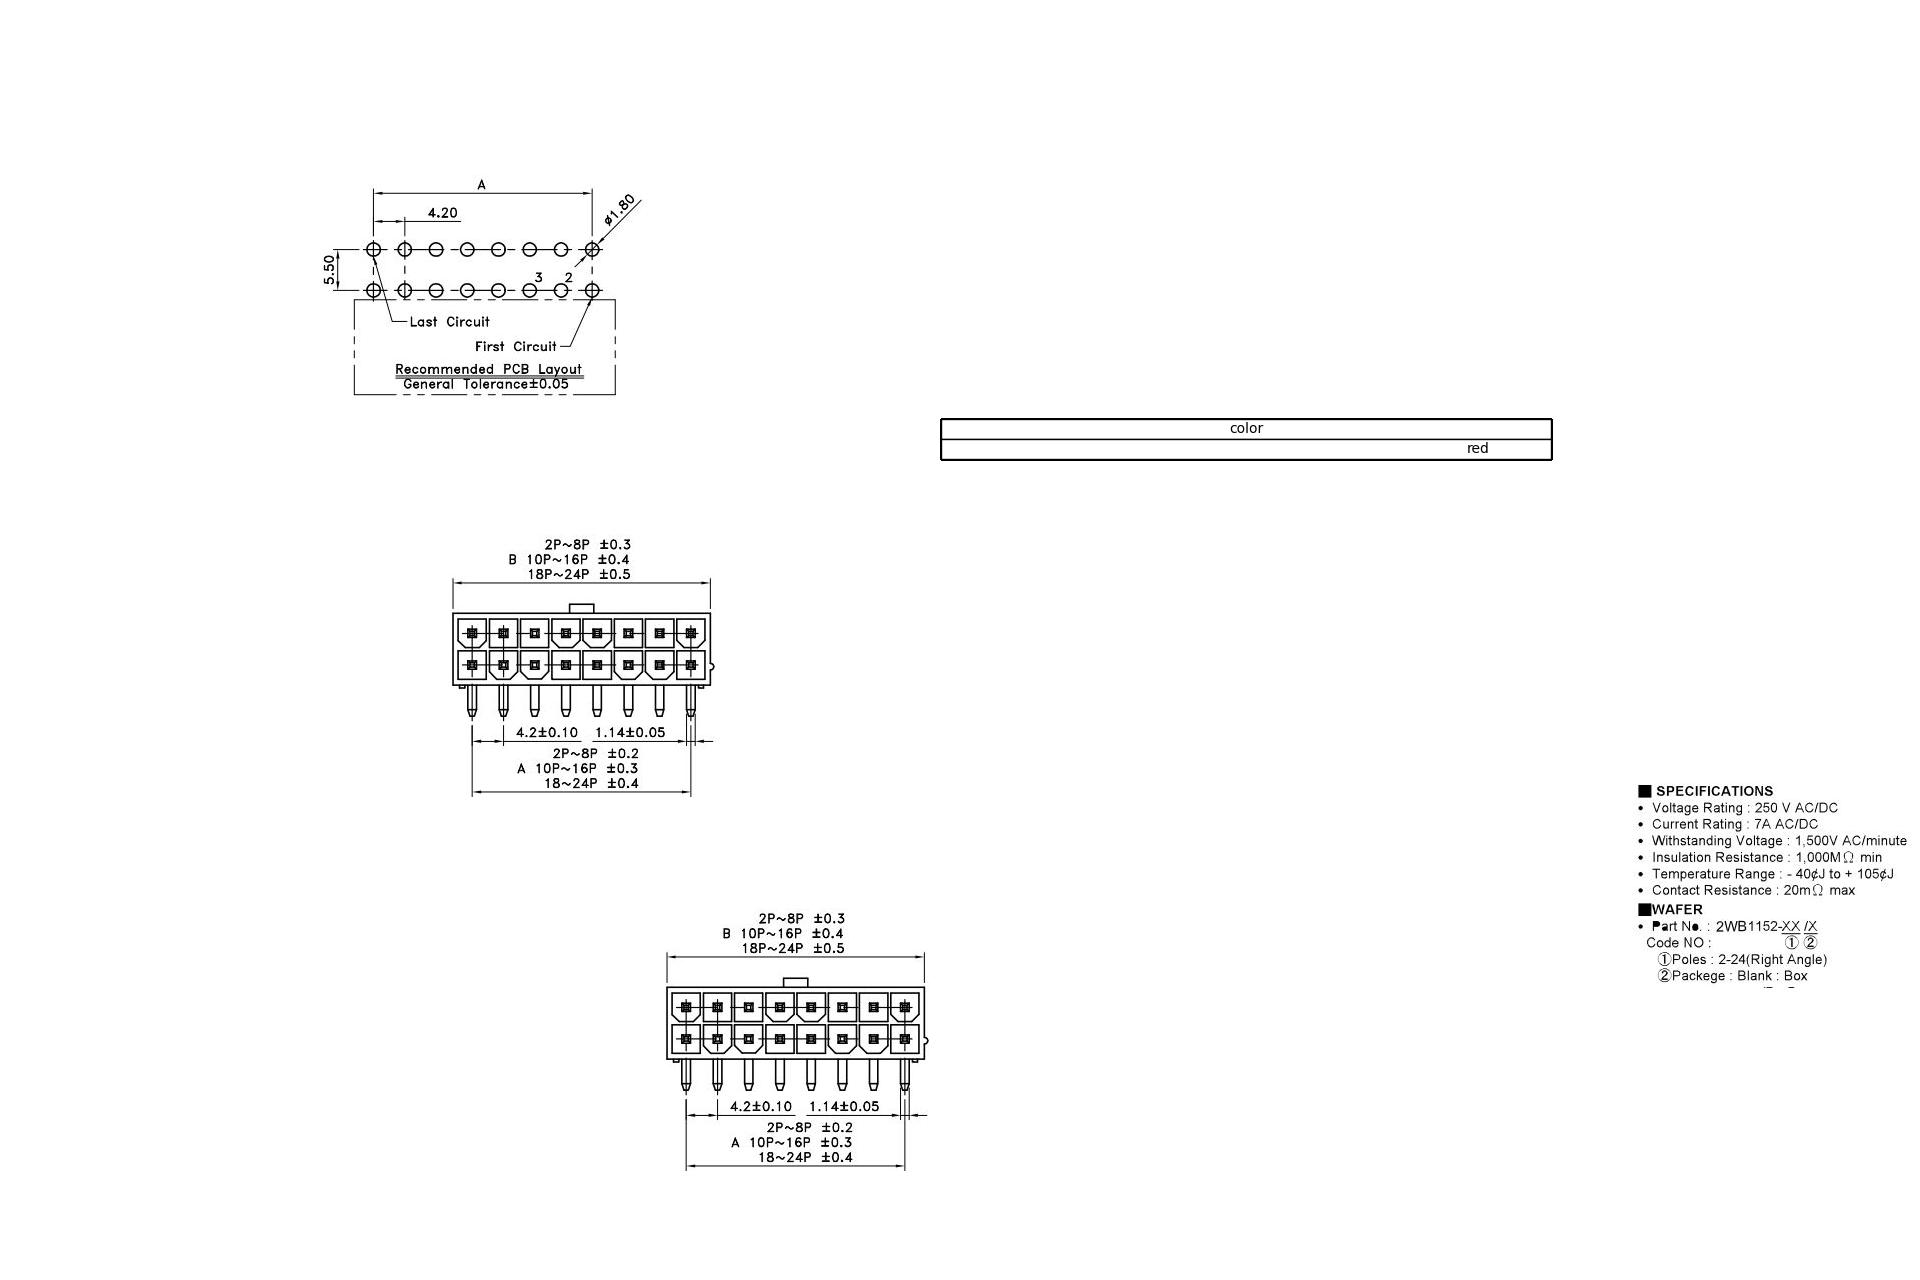 A
4.20
ø1.80
5.50
3 2
Last Circuit
First Circuit
Recommended PCB Layout
General Tolerance±0.05
color
red
2P~8P ±0.3
B 10P~16P ±0.4
18P~24P ±0.5
4.2±0.10 1.14±0.05
2P~8P ±0.2
A 10P~16P ±0.3
18~24P ±0.4
■ SPECIFICATIONS
• Voltage Rating : 250 V AC/DC
• Current Rating : 7A AC/DC
• Withstanding Voltage : 1,500V AC/minute
• Insulation Resistance : 1,000MΩ min
• Temperature Range : - 40¢J to + 105¢J
• Contact Resistance : 20mΩ max
■WAFER
• Part No. : 2WB1152-XX /X
Code NO : ① ②
①Poles : 2-24(Right Angle)
②Packege : Blank : Box
2P~8P ±0.3
B 10P~16P ±0.4
18P~24P ±0.5
4.2±0.10 1.14±0.05
2P~8P ±0.2
A 10P~16P ±0.3
18~24P ±0.4